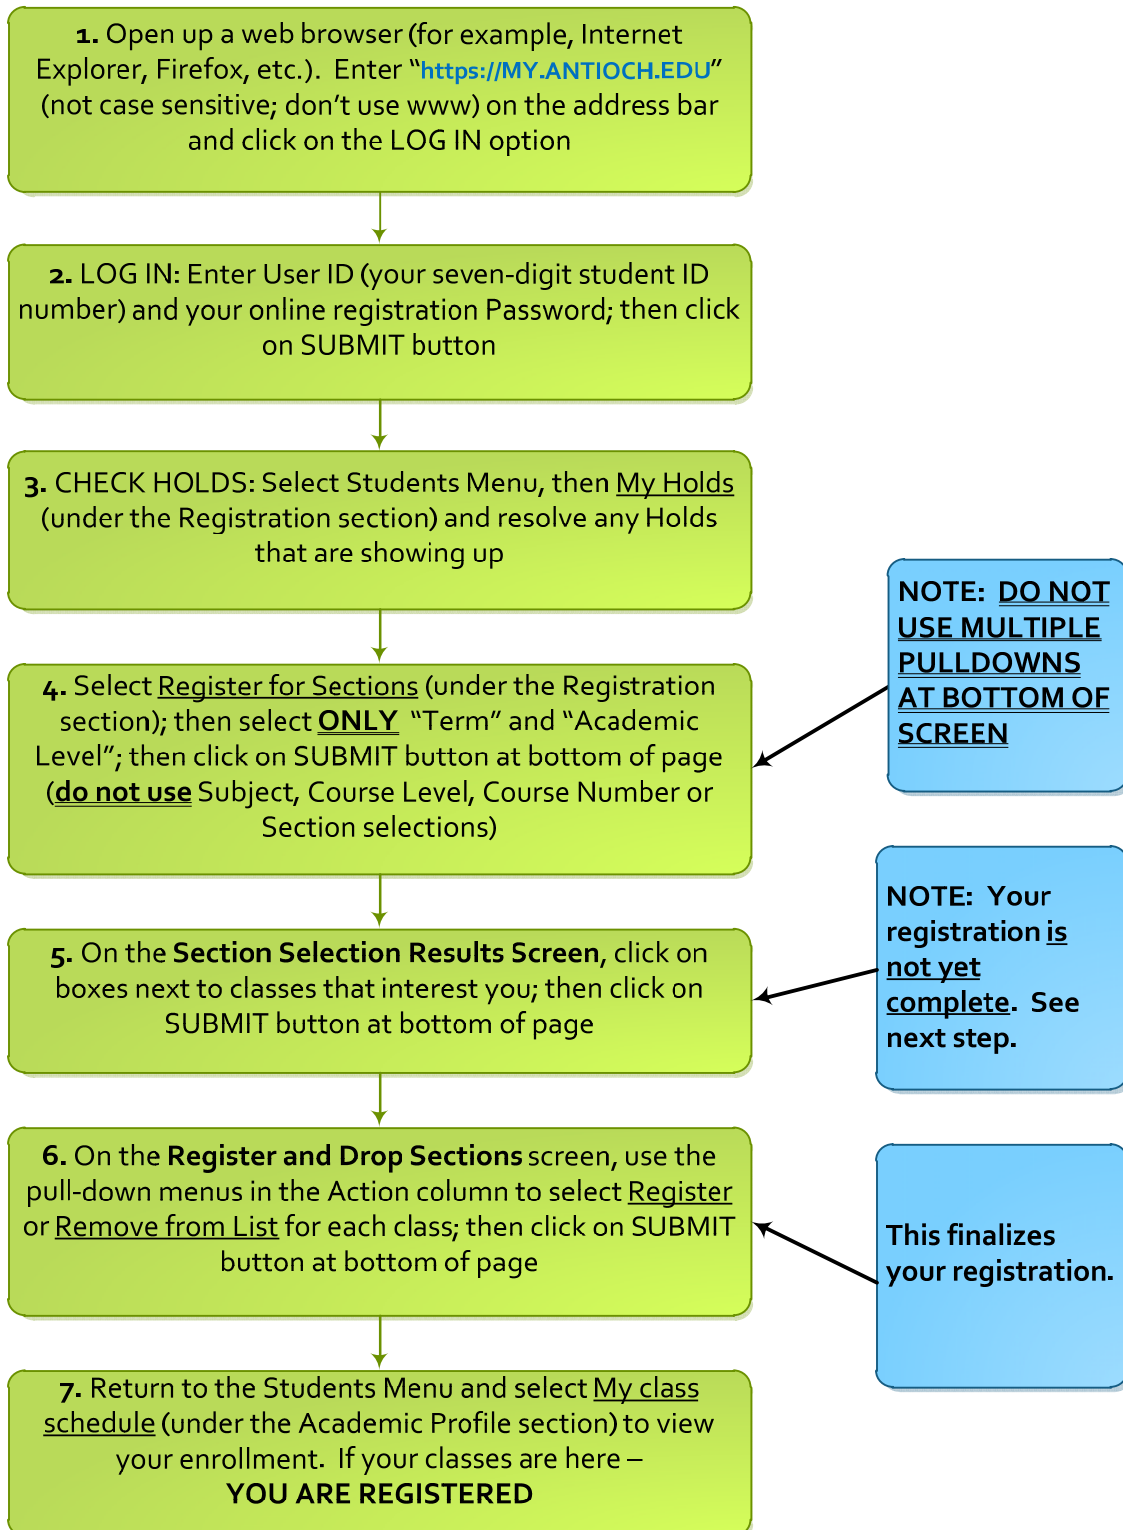 1. Open up a web browser (for example, Internet
Explorer, Firefox, etc.).  Enter “https://MY.ANTIOCH.EDU”
(not case sensitive; don’t use www) on the address bar
and click on the LOG IN option
2. LOG IN: Enter User ID (your seven-digit student ID
number) and your online registration Password; then click
on SUBMIT button
3. CHECK HOLDS: Select Students Menu, then My Holds
(under the Registration section) and resolve any Holds
that are showing up
4. Select Register for Sections (under the Registration
section); then select ONLY  “Term” and “Academic
Level”; then click on SUBMIT button at bottom of page
(do not use Subject, Course Level, Course Number or
Section selections)
NOTE:  DO NOT
USE MULTIPLE
PULLDOWNS
AT BOTTOM OF
SCREEN
5. On the Section Selection Results Screen, click on
boxes next to classes that interest you; then click on
SUBMIT button at bottom of page
NOTE:  Your
registration is
not yet
complete.  See
next step.
6. On the Register and Drop Sections screen, use the
pull-down menus in the Action column to select Register
or Remove from List for each class; then click on SUBMIT
button at bottom of page
This finalizes
your registration.
7. Return to the Students Menu and select My class
schedule (under the Academic Profile section) to view
your enrollment.  If your classes are here –
YOU ARE REGISTERED